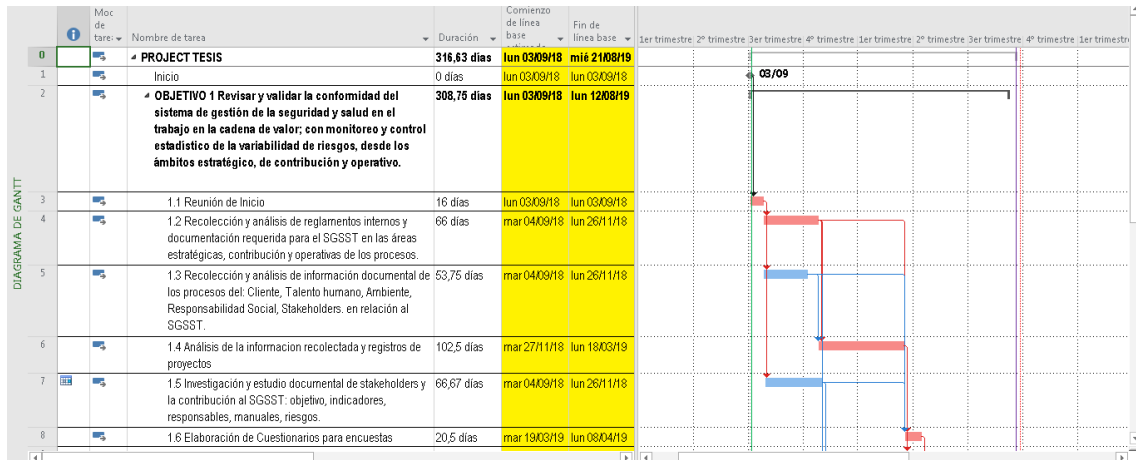 Moc de tarea
Nombre de tarea
Duración
Comienzo de línea base
Fin de línea base
1er trimestre 2º trimestre 3er trimestre 4º trimestre 1er trimestre 2º trimestre 3er trimestre 4º trimestre 1er trimestre
DIAGRAMA DE GANTT
0 PROJECT TESIS 316,63 días lun 03/09/18 mié 21/08/19
1 Inicio 0 días lun 03/09/18 lun 03/09/18
03/09
2 OBJETIVO 1 Revisar y validar la conformidad del 308,75 días lun 03/09/18 lun 12/08/19
sistema de gestión de la seguridad y salud en el
trabajo en la cadena de valor; con monitoreo y control
estadístico de la variabilidad de riesgos, desde los
ámbitos estratégico, de contribución y operativo.
3 1.1 Reunión de Inicio 16 días lun 03/09/18 lun 03/09/18
4 1.2 Recolección y análisis de reglamentos internos y 66 días mar 04/09/18 lun 26/11/18
documentación requerida para el SGSST en las áreas
estratégicas, contribución y operativas de los procesos.
5 1.3 Recolección y análisis de información documental de 53,75 días mar 04/09/18 lun 26/11/18
los procesos del: Cliente, Talento humano, Ambiente,
Responsabilidad Social, Stakeholders. en relación al
SGSST.
6 1.4 Análisis de la informacion recolectada y registros de 102,5 días mar 27/11/18 lun 18/03/19
proyectos
7 1.5 Investigación y estudio documental de stakeholders y 66,67 días mar 04/09/18 lun 26/11/18
la contribución al SGSST: objetivo, indicadores,
responsables, manuales, riesgos.
8 1.6 Elaboración de Cuestionarios para encuestas 20,5 días mar 19/03/19 lun 08/04/19